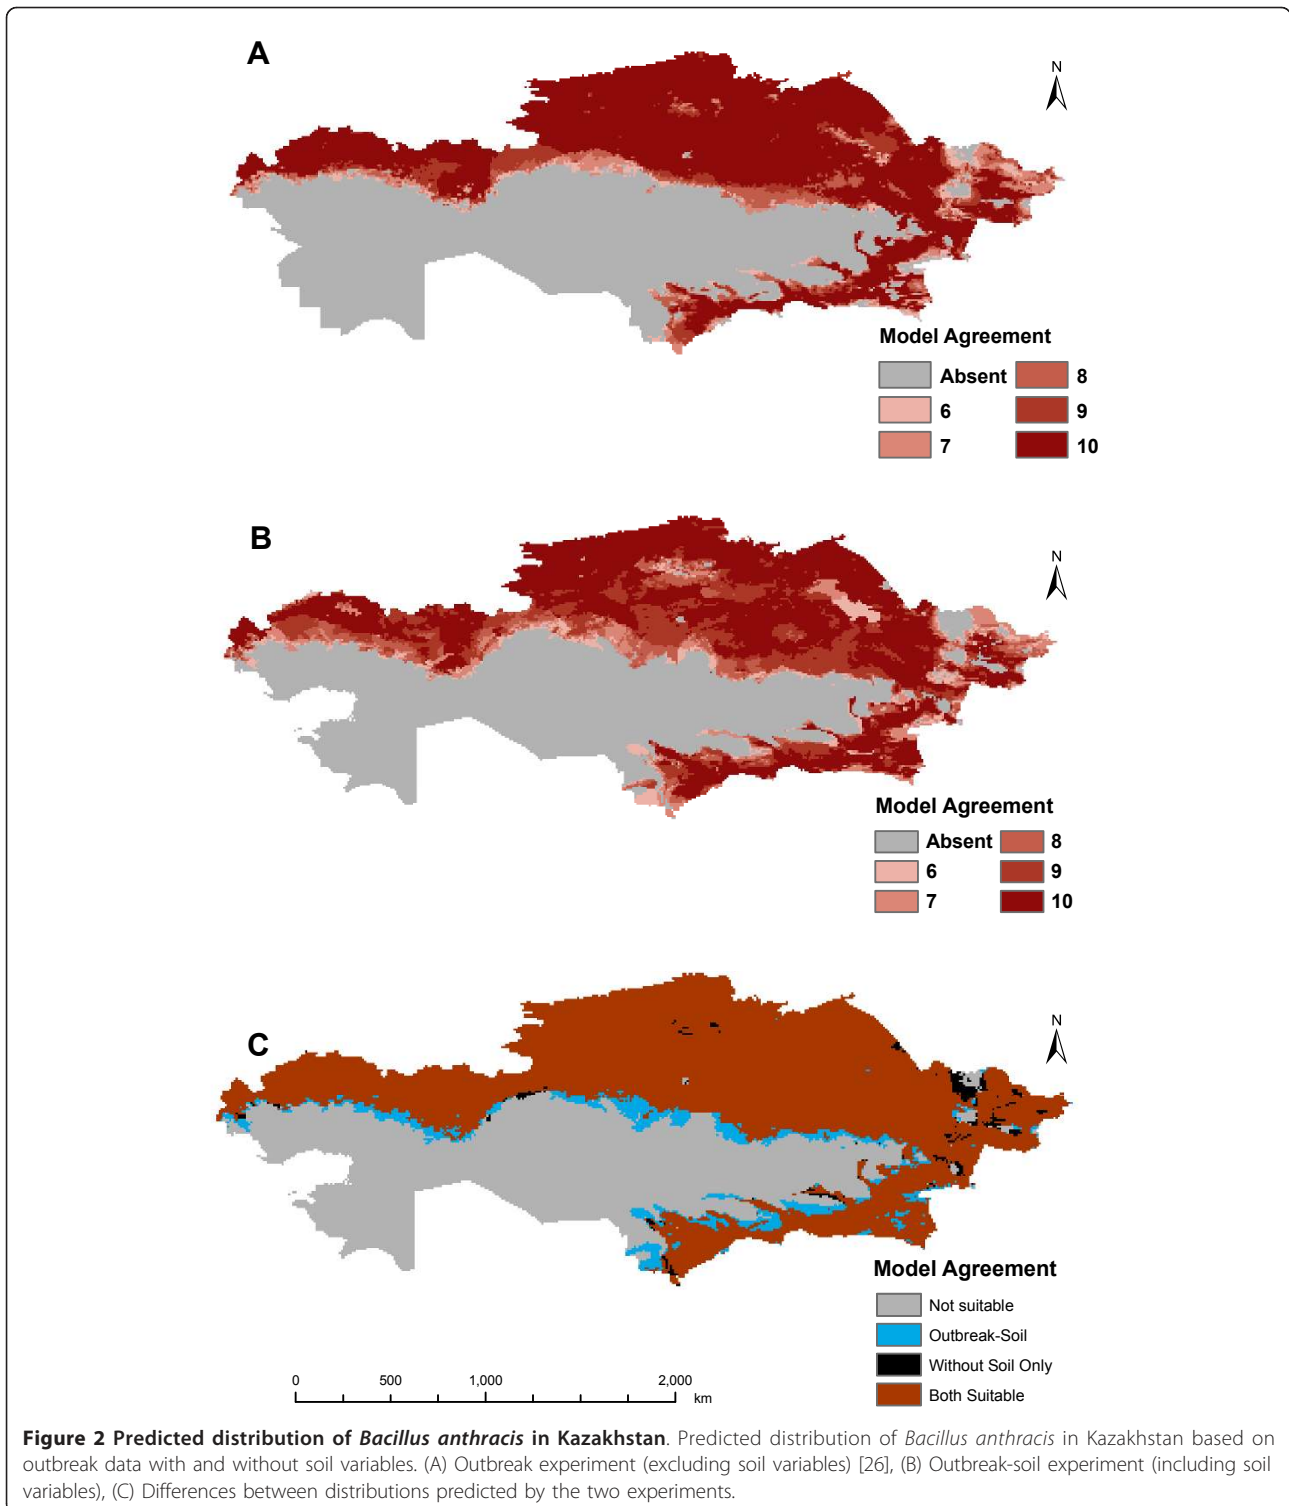 A
N
Model Agreement
Absent 8
6 9
7 10
B
N
Model Agreement
Absent 8
6 9
7 10
C
N
Model Agreement
Not suitable
Outbreak-Soil
Without Soil Only
Both Suitable
0 500 1,000 2,000
km
Figure 2 Predicted distribution of Bacillus anthracis in Kazakhstan. Predicted distribution of Bacillus anthracis in Kazakhstan based on
outbreak data with and without soil variables. (A) Outbreak experiment (excluding soil variables) [26], (B) Outbreak-soil experiment (including soil
variables), (C) Differences between distributions predicted by the two experiments.